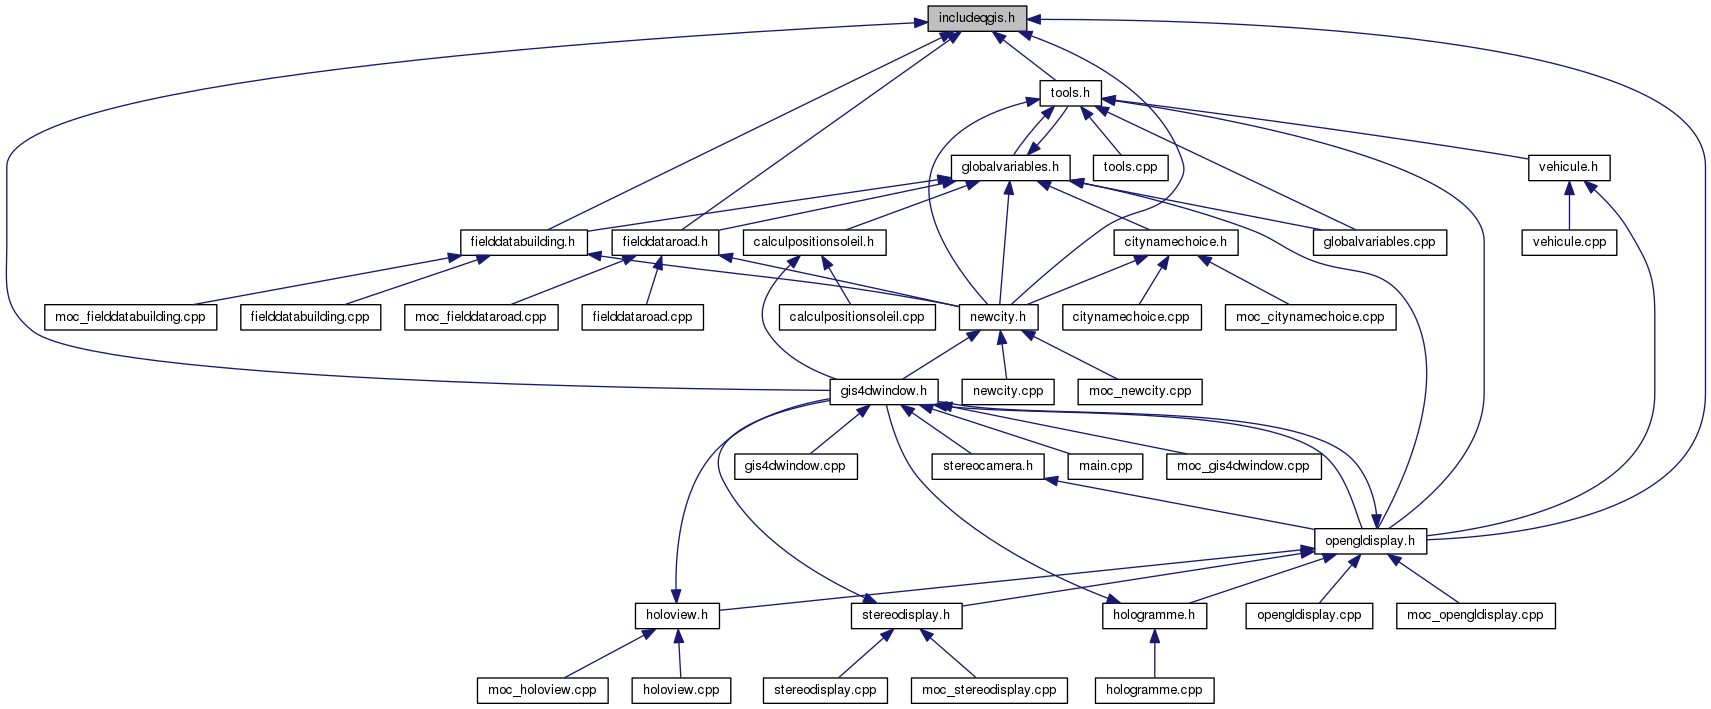 includeqgis.h
tools.h
globalvariables.h
tools.cpp
vehicule.h
fielddatabuilding.h
fielddataroad.h
calculpositionsoleil.h
citynamechoice.h
globalvariables.cpp
vehicule.cpp
moc_fielddatabuilding.cpp
fielddatabuilding.cpp
moc_fielddataroad.cpp
fielddataroad.cpp
calculpositionsoleil.cpp
newcity.h
citynamechoice.cpp
moc_citynamechoice.cpp
gis4dwindow.h
newcity.cpp
moc_newcity.cpp
gis4dwindow.cpp
stereocamera.h
main.cpp
moc_gis4dwindow.cpp
opengldisplay.h
holoview.h
stereodisplay.h
hologramme.h
opengldisplay.cpp
moc_opengldisplay.cpp
moc_holoview.cpp
holoview.cpp
stereodisplay.cpp
moc_stereodisplay.cpp
hologramme.cpp